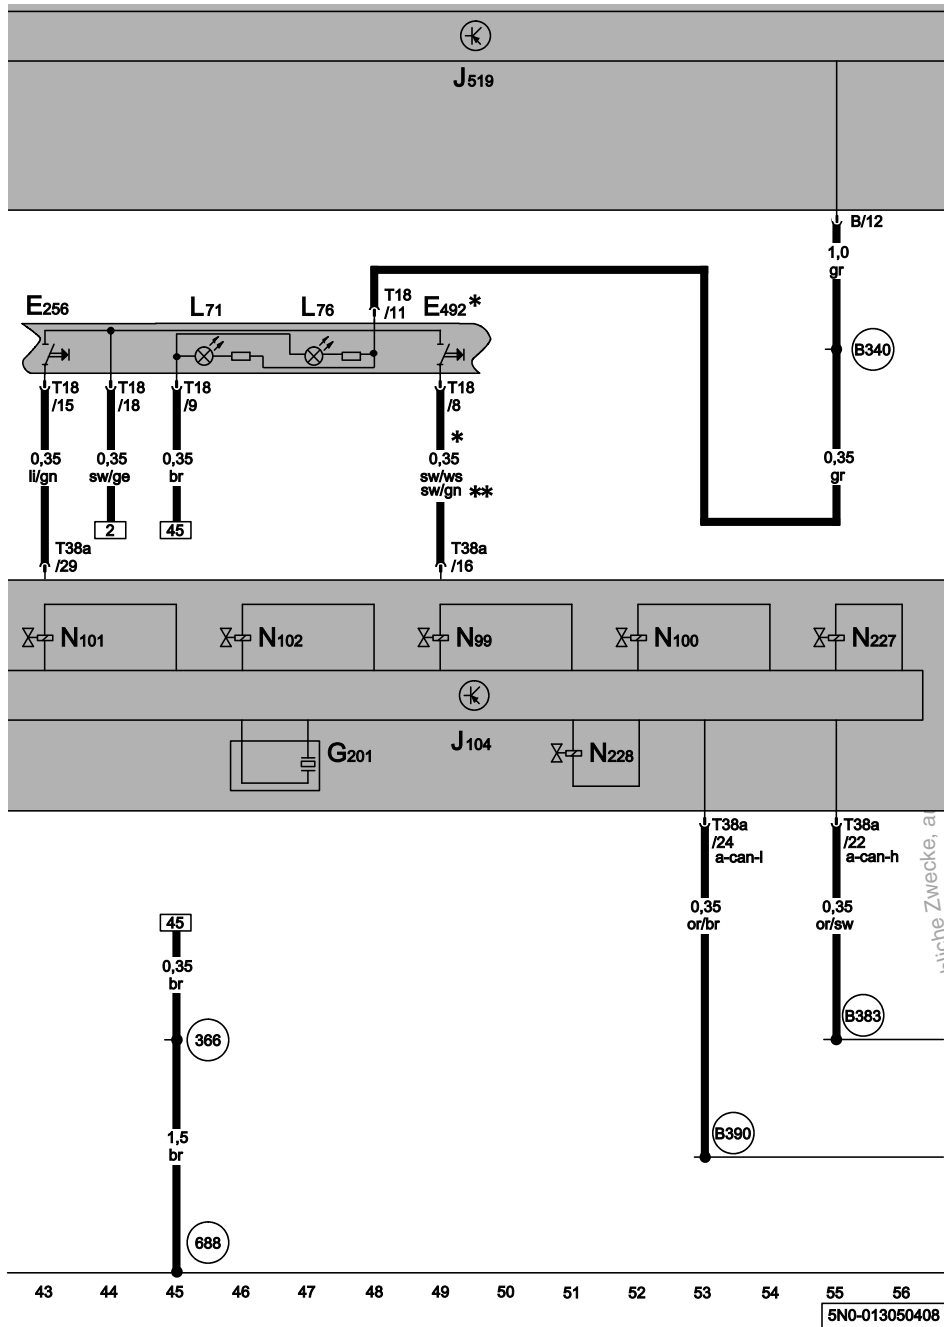 J519
B/12
1,0
gr
B340
0,35
gr
E256
L71
L76
T18
/11
E492*
T18
/15
T18
/18
T18
/9
T18
/8
*
0,35
li/gn
0,35
sw/ge
0,35
br
0,35
sw/ws
sw/gn **
2
45
T38a
/29
T38a
/16
N101
N102
N99
N100
N227
J104
G201
N228
T38a
/24
a-can-l
T38a
/22
a-can-h
0,35
or/br
0,35
or/sw
45
0,35
br
366
B383
1,5
br
B390
688
43 44 45 46 47 48 49 50 51 52 53 54 55 56
5N0-013050408
Zwecke, au